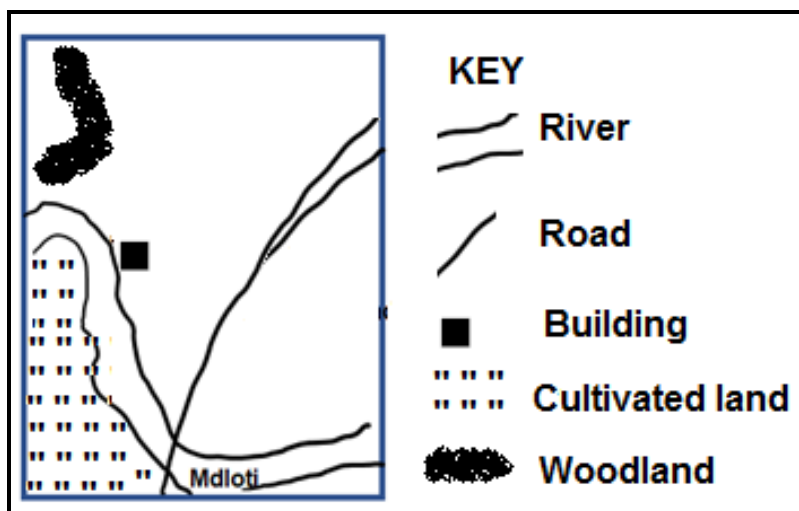 KEY
River
Road
Building
Cultivated land
Woodland
Mdloti